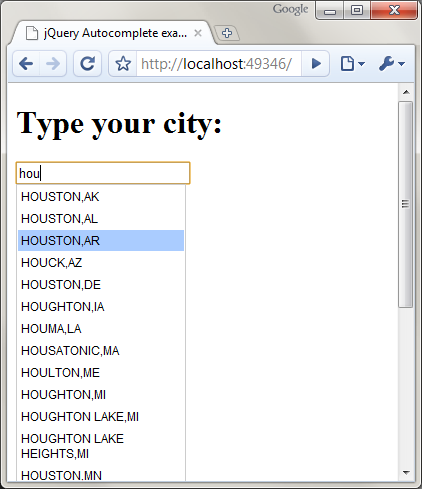 Google
jQuery Autocomplete exa...
http://localhost:49346/
Type your city:
hou
HOUSTON,AK
HOUSTON,AL
HOUSTON,AR
HOUCK,AZ
HOUSTON,DE
HOUGHTON,IA
HOUMA,LA
HOUSATONIC,MA
HOULTON,ME
HOUGHTON,MI
HOUGHTON LAKE,MI
HOUGHTON LAKE
HEIGHTS,MI
HOUSTON,MN